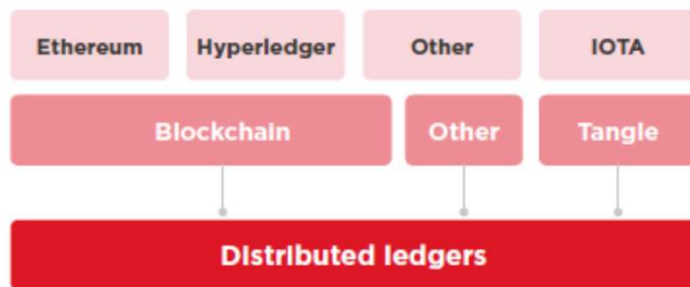 Ethereum Hyperledger Other IOTA
Blockchain Other Tangle
Distributed ledgers